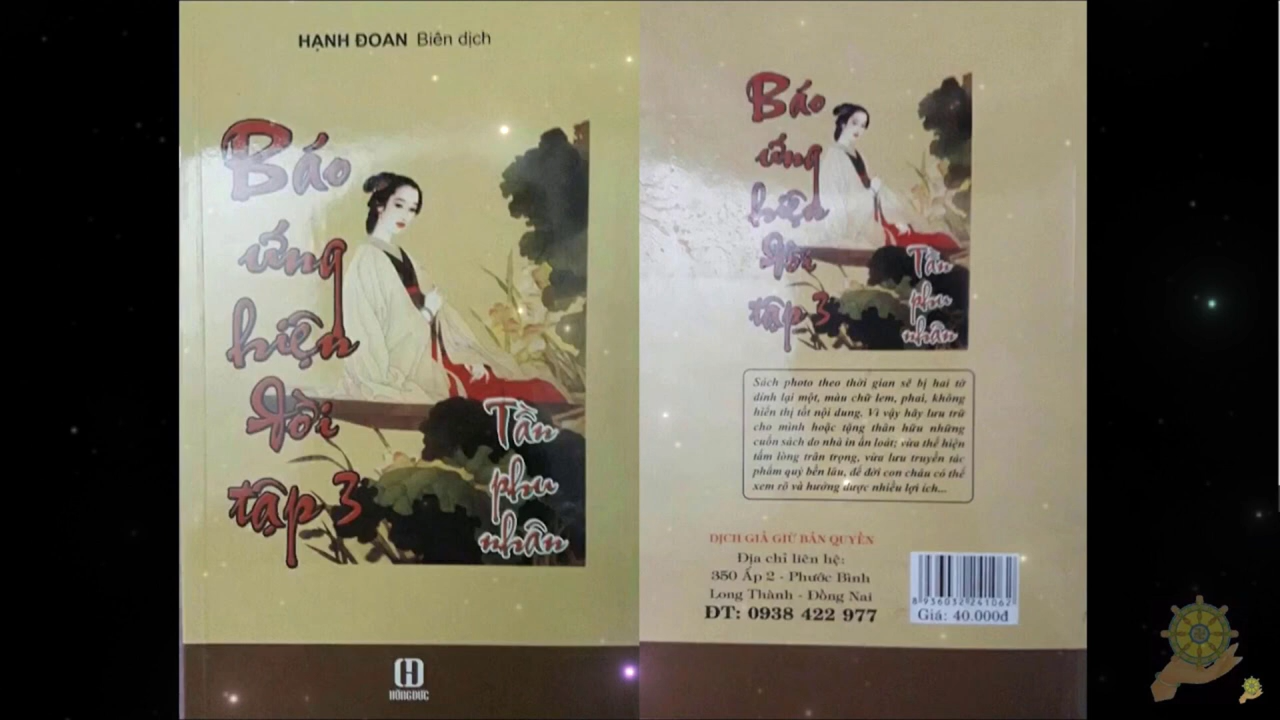 HẠNH ĐOAN Biên dịch
Báo
ứng
hiện
đời
tập 3
Tần
phu
nhân
HỒNG ĐỨC
Báo
ứng
hiện
đời
tập 3
Tần
phu
nhân
Sách photo theo thời gian sẽ bị hai tờ
dính lại một, màu chữ lem, phai, không
hiển thị tốt nội dung. Vì vậy hãy lưu trữ
cho mình hoặc tặng thân hữu những
cuốn sách do nhà in ấn loát; vừa thể hiện
tấm lòng trân trọng, vừa lưu truyền tác
phẩm quý bền lâu, để đời con cháu có thể
xem rõ và hưởng được nhiều lợi ích...
DỊCH GIẢ GIỮ BẢN QUYỀN
Địa chỉ liên hệ:
350 Ấp 2 - Phước Bình
Long Thành - Đồng Nai
ĐT: 0938 422 977
8 936032 241062
Giá: 40.000đ